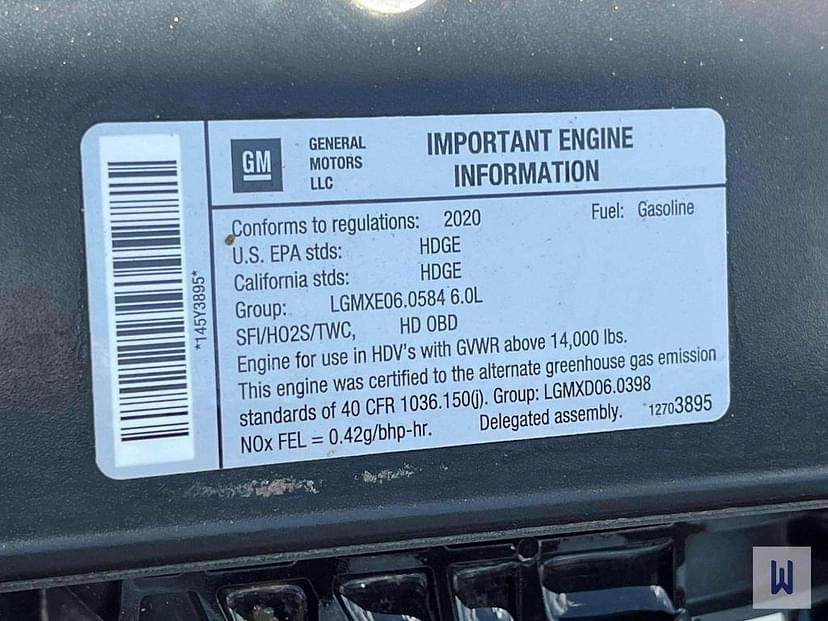 GM
GENERAL
MOTORS
LLC
IMPORTANT ENGINE
INFORMATION
*145Y3895*
Conforms to regulations: 2020 Fuel: Gasoline
U.S. EPA stds: HDGE
California stds: HDGE
Group: LGMXE06.0584 6.0L
SFI/HO2S/TWC, HD OBD
Engine for use in HDV's with GVWR above 14,000 lbs.
This engine was certified to the alternate greenhouse gas emission
standards of 40 CFR 1036.150(j). Group: LGMXD06.0398
NOx FEL = 0.42g/bhp-hr. Delegated assembly. 12703895
W